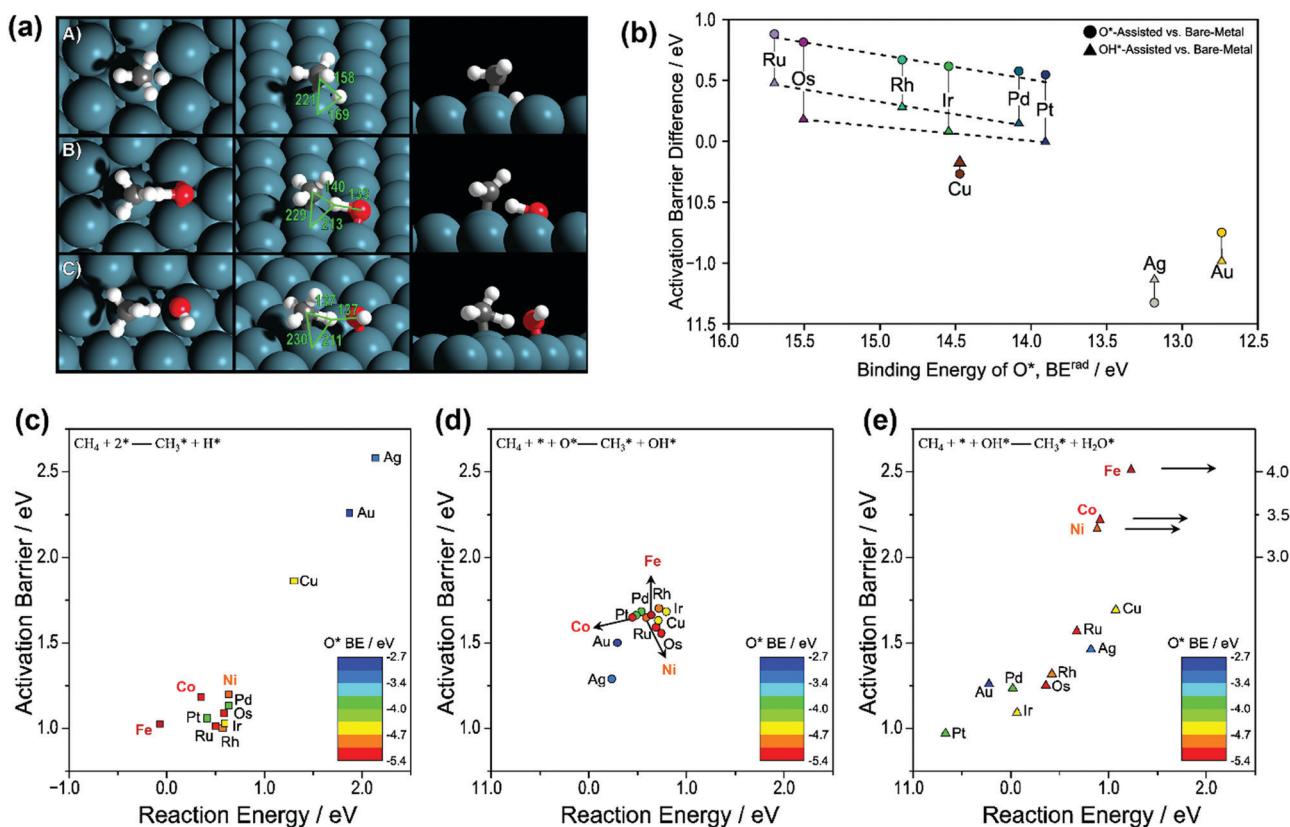 (a)
A)
158
221
169
B)
140
133
229
213
C)
137
127
230
211
(b)
Activation Barrier Difference / eV
1.0
0.5
0.0
10.5
−1.0
11.5
16.0
15.5
15.0
14.5
14.0
13.5
13.0
12.5
Binding Energy of O*, BE^rad / eV
O*-Assisted vs. Bare-Metal
OH*-Assisted vs. Bare-Metal
Ru
Os
Rh
Ir
Pd
Pt
Cu
Ag
Au
(c)
CH₄ + 2* — CH₃* + H*
Activation Barrier / eV
2.5
2.0
1.5
1.0
−1.0
0.0
1.0
2.0
Reaction Energy / eV
Ag
Au
Cu
Ni
Co
Pd
Pt
Os
Fe
Ir
Ru
Rh
O* BE / eV
-2.7
-3.4
-4.0
-4.7
-5.4
(d)
CH₄ + * + O* — CH₃* + OH*
Activation Barrier / eV
2.5
2.0
1.5
1.0
11.0
0.0
1.0
2.0
Reaction Energy / eV
Fe
Pd
Rh
Pt
Ir
Co
Cu
Au
Ru
Os
Ni
Ag
O* BE / eV
-2.7
-3.4
-4.0
-4.7
-5.4
(e)
CH₄ + * + OH* — CH₃* + H₂O*
Activation Barrier / eV
2.5
2.0
1.5
1.0
4.0
3.5
3.0
11.0
0.0
1.0
2.0
Reaction Energy / eV
Fe
Co
Ni
Cu
Ru
Ag
Rh
Pd
Au
Os
Ir
Pt
O* BE / eV
-2.7
-3.4
-4.0
-4.7
-5.4